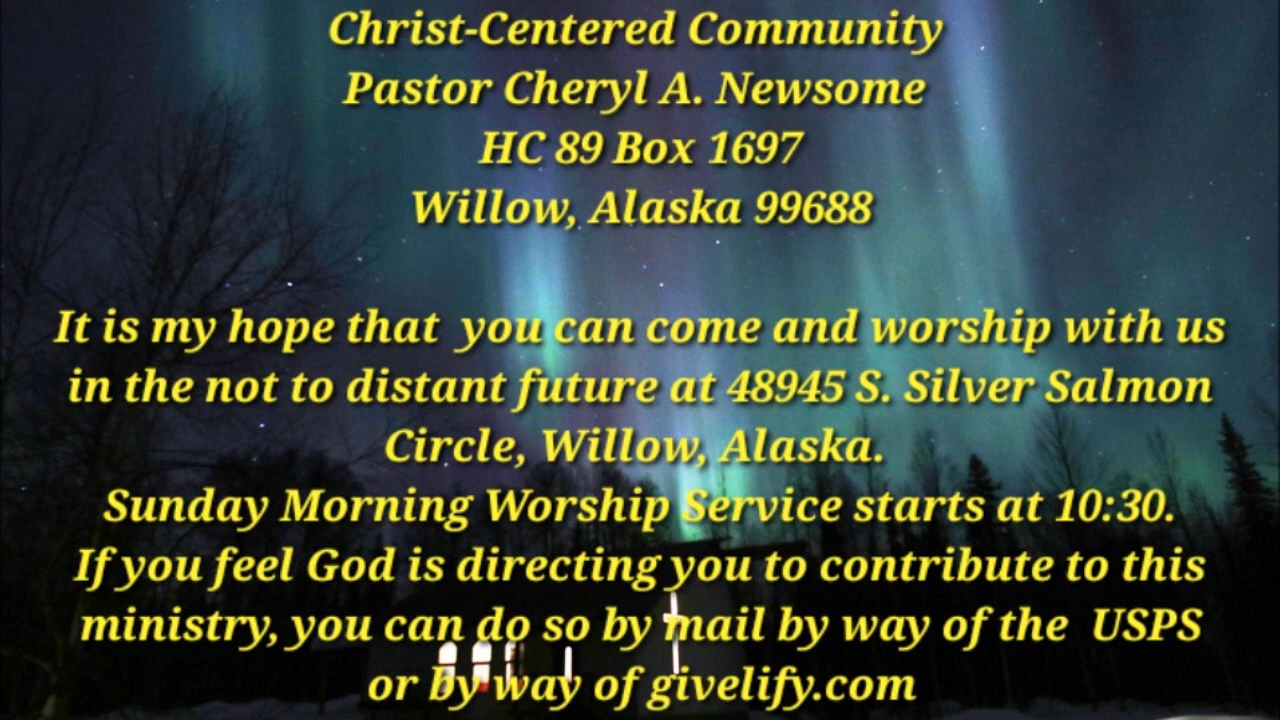 Christ-Centered Community
Pastor Cheryl A. Newsome
HC 89 Box 1697
Willow, Alaska 99688
It is my hope that  you can come and worship with us
in the not to distant future at 48945 S. Silver Salmon
Circle, Willow, Alaska.
Sunday Morning Worship Service starts at 10:30.
If you feel God is directing you to contribute to this
ministry, you can do so by mail by way of the  USPS
or by way of givelify.com